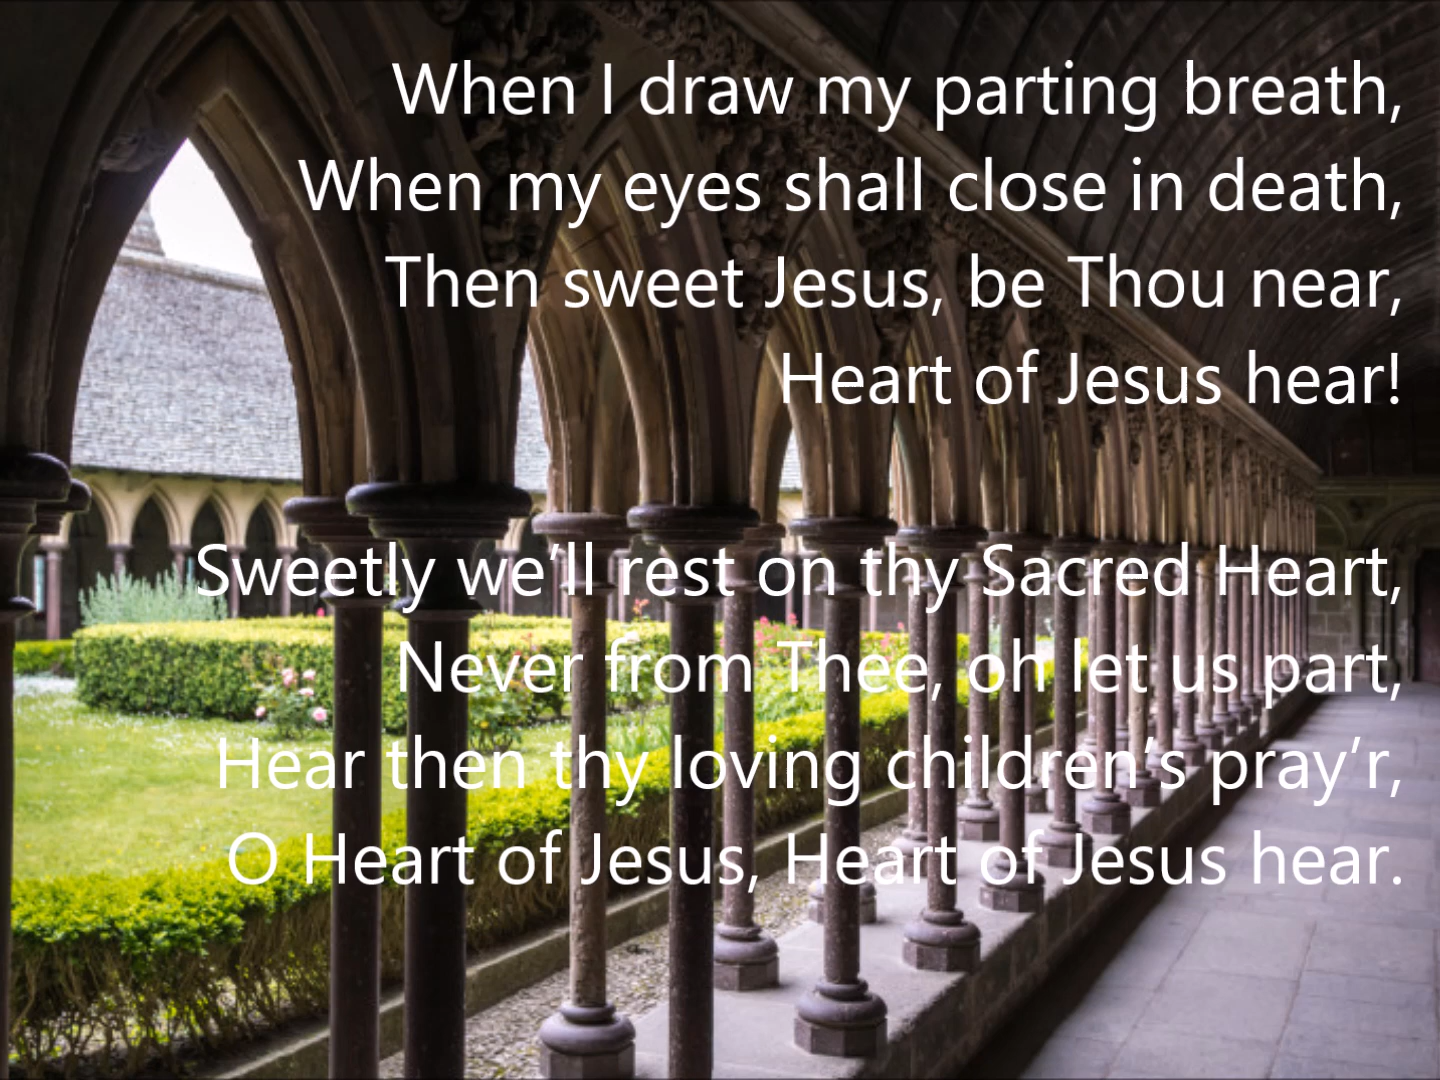 When I draw my parting breath,
When my eyes shall close in death,
Then sweet Jesus, be Thou near,
Heart of Jesus hear!
Sweetly we’ll rest on thy Sacred Heart,
Never from Thee, oh let us part,
Hear then thy loving children’s pray’r,
O Heart of Jesus, Heart of Jesus hear.